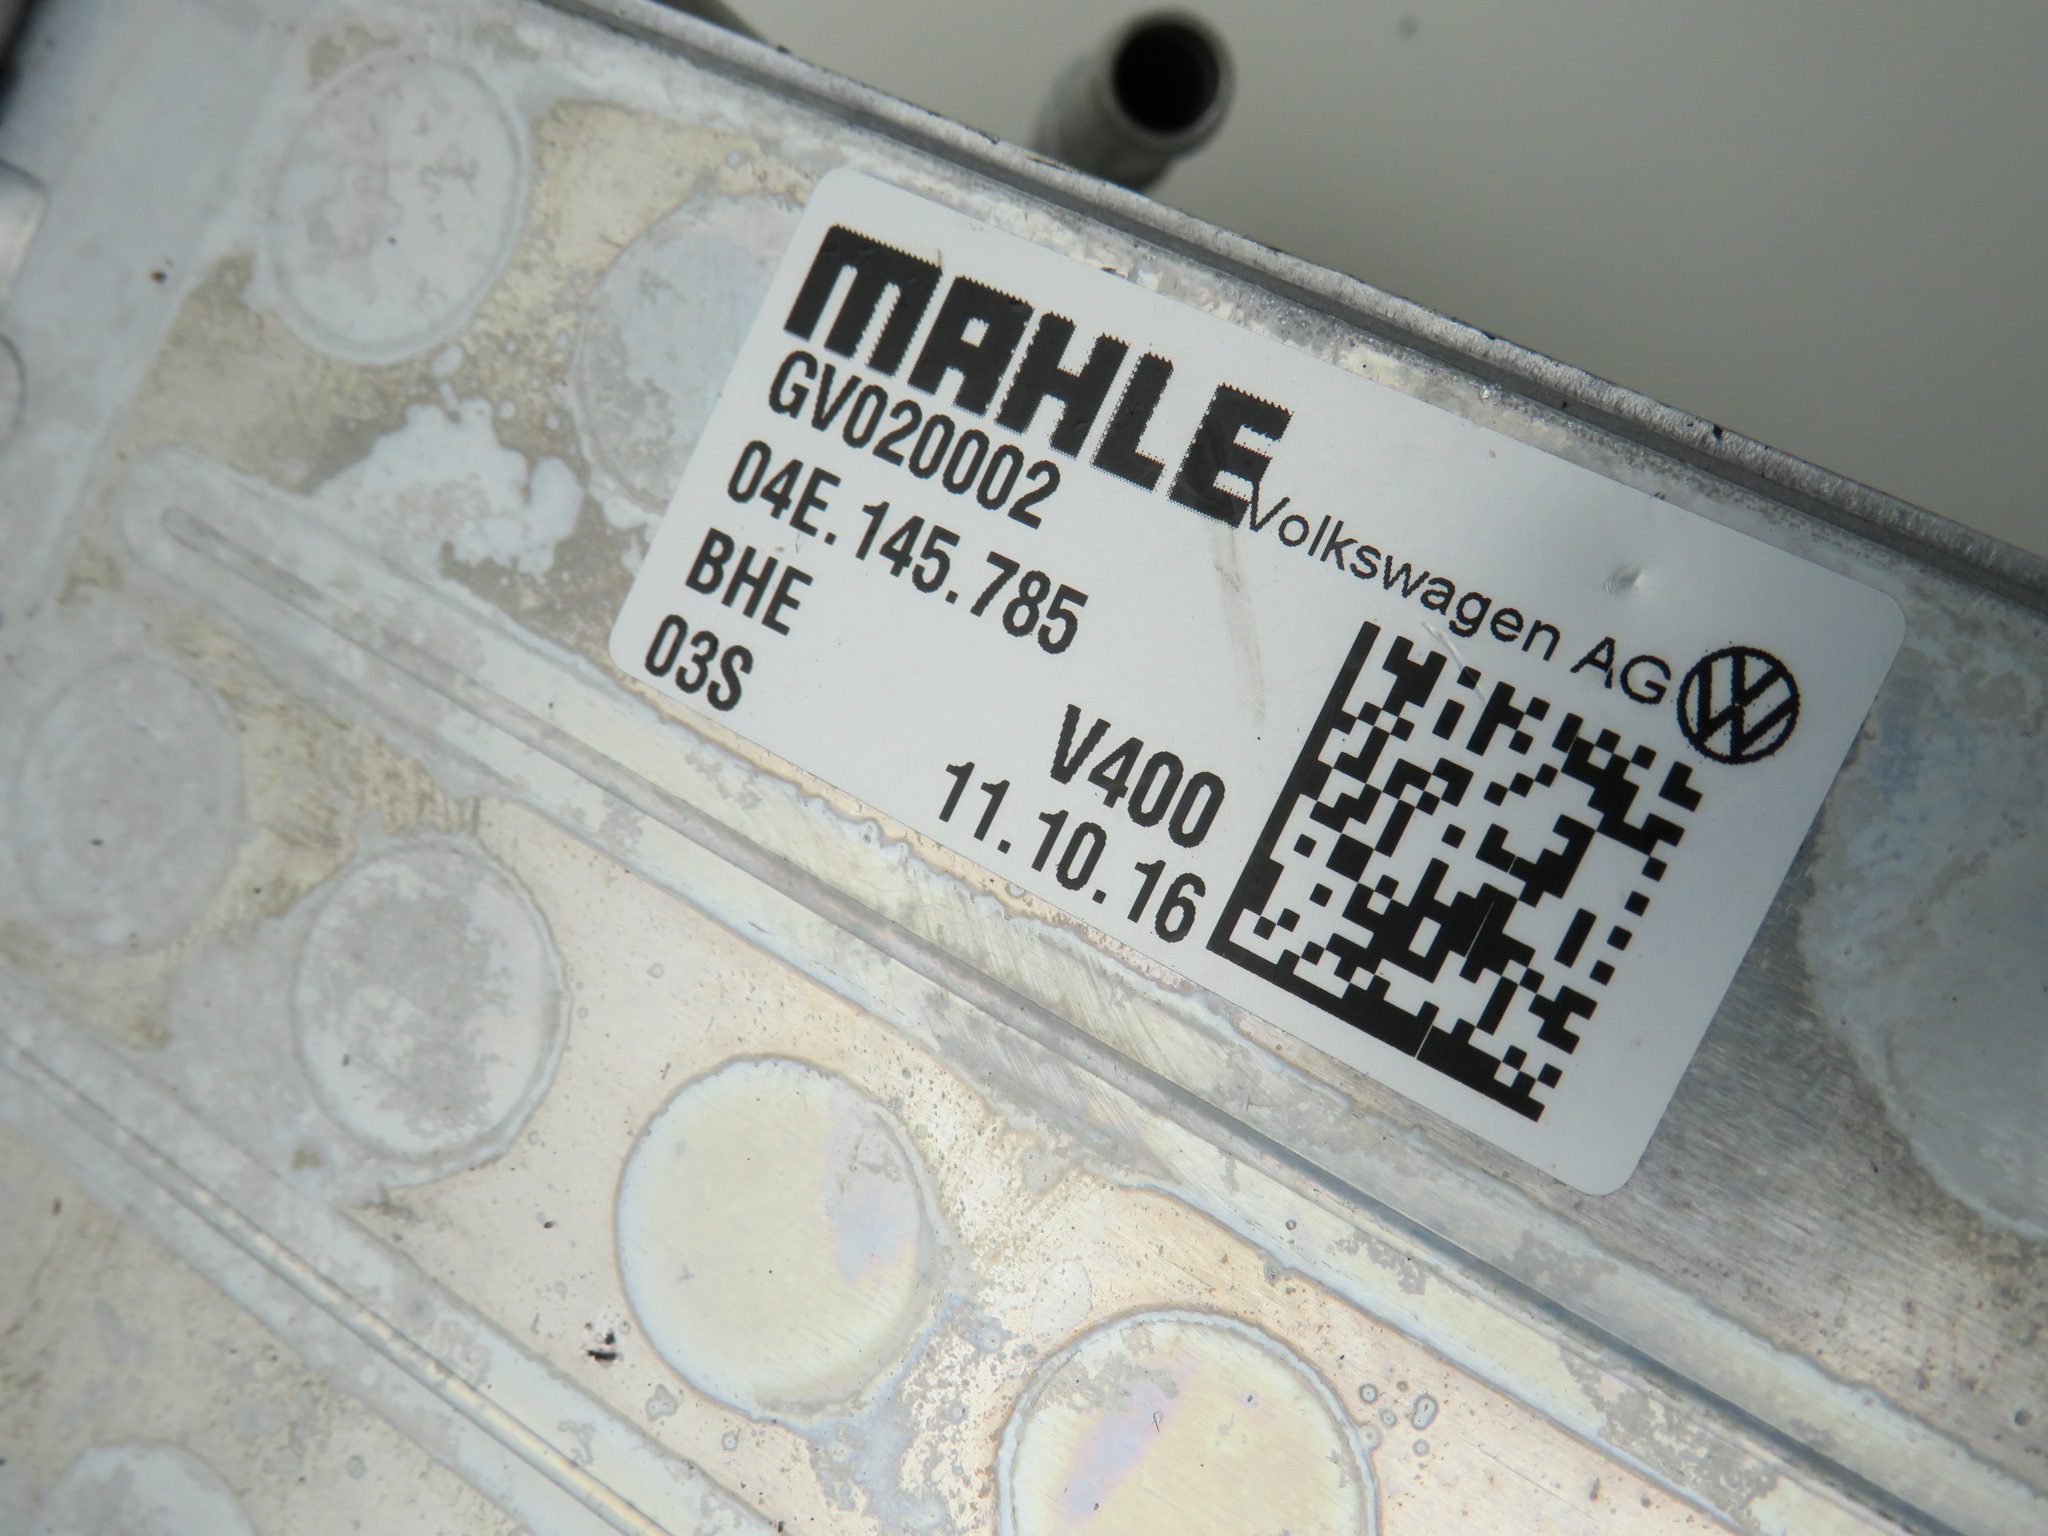 MAHLE
GV020002
Volkswagen AG
04E.145.785
BHE
03S
V400
11.10.16